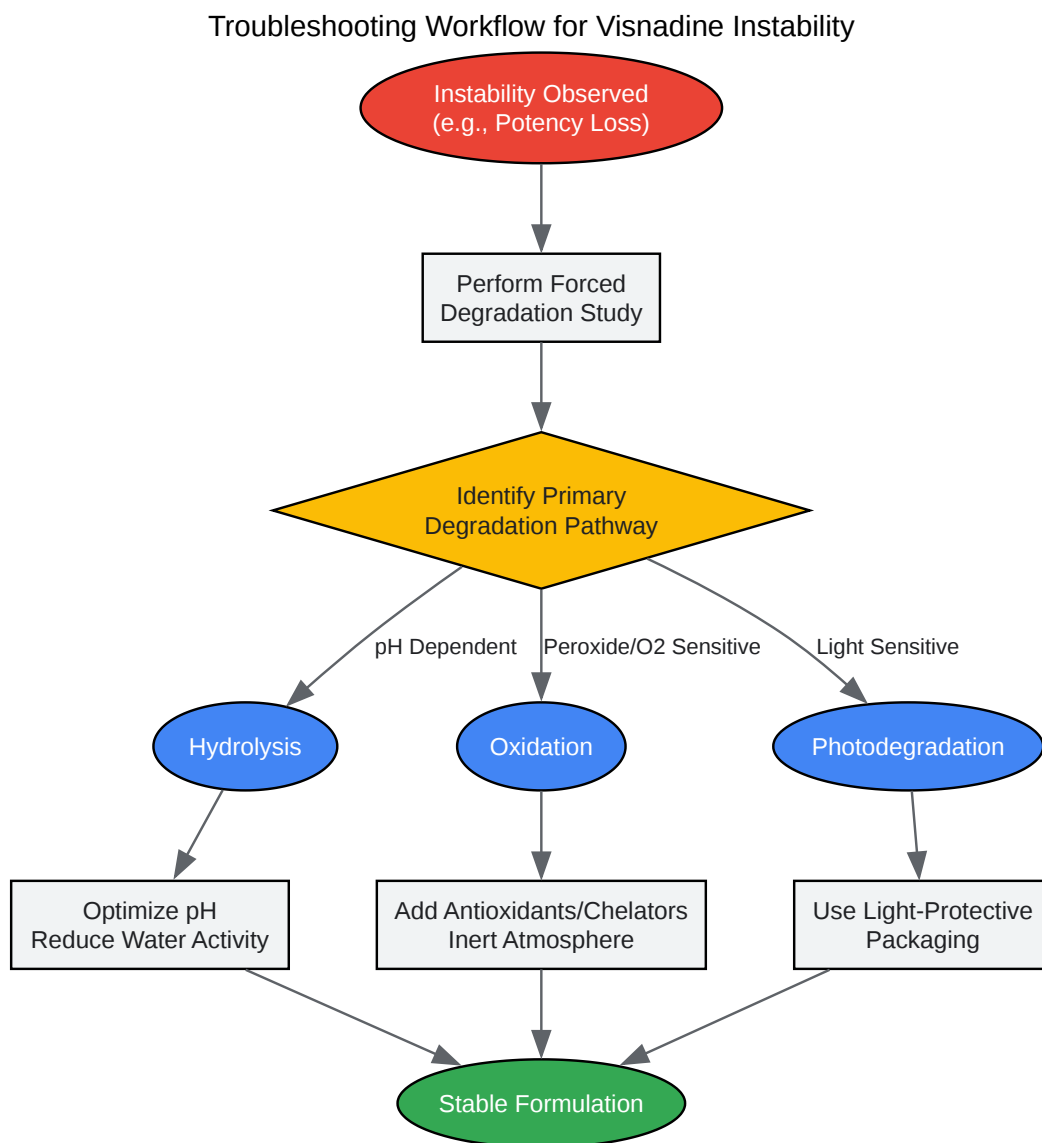 Troubleshooting Workflow for Visnadine Instability
Instability Observed
(e.g., Potency Loss)
Perform Forced
Degradation Study
Identify Primary
Degradation Pathway
pH Dependent
Peroxide/O2 Sensitive
Light Sensitive
Hydrolysis
Oxidation
Photodegradation
Optimize pH
Reduce Water Activity
Add Antioxidants/Chelators
Inert Atmosphere
Use Light-Protective
Packaging
Stable Formulation